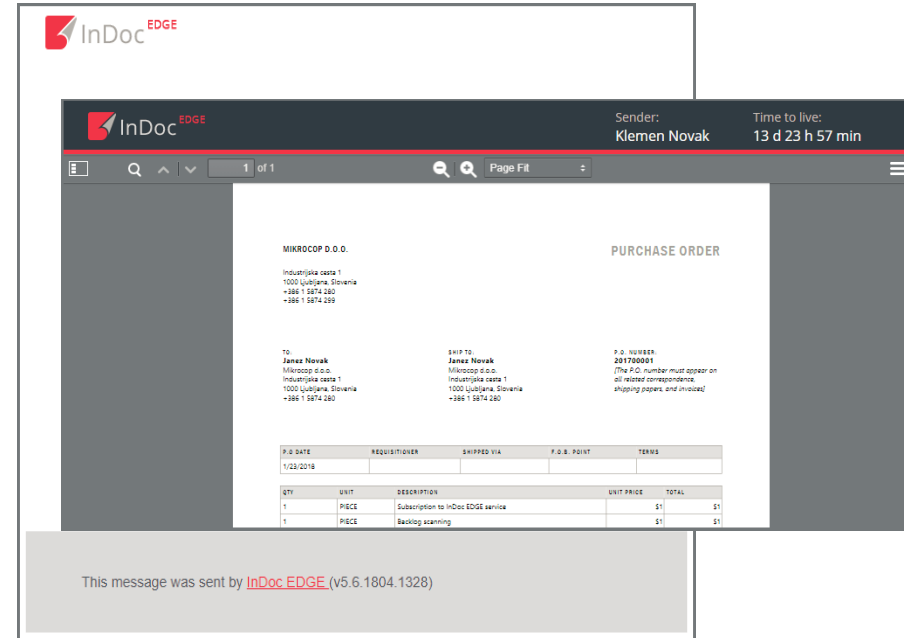 InDoc EDGE
InDoc EDGE
Sender:
Klemen Novak
Time to live:
13 d 23 h 57 min
1 of 1
Page Fit
MIKROCOP D.O.O.
PURCHASE ORDER
Industrijska cesta 1
1000 Ljubljana, Slovenia
+386 1 5874 280
+386 1 5874 299
TO:
Janez Novak
Mikrocop d.o.o.
Industrijska cesta 1
1000 Ljubljana, Slovenia
+386 1 5874 280
SHIP TO:
Janez Novak
Mikrocop d.o.o.
Industrijska cesta 1
1000 Ljubljana, Slovenia
+386 1 5874 280
P.O. NUMBER:
201700001
[The P.O. number must appear on
all related correspondence,
shipping papers, and invoices]
P.O DATE REQUISITIONER SHIPPED VIA F.O.B. POINT TERMS
1/23/2018
QTY UNIT DESCRIPTION UNIT PRICE TOTAL
1 PIECE Subscription to InDoc EDGE service $1 $1
1 PIECE Backlog scanning $1 $1
This message was sent by InDoc EDGE (v5.6.1804.1328)